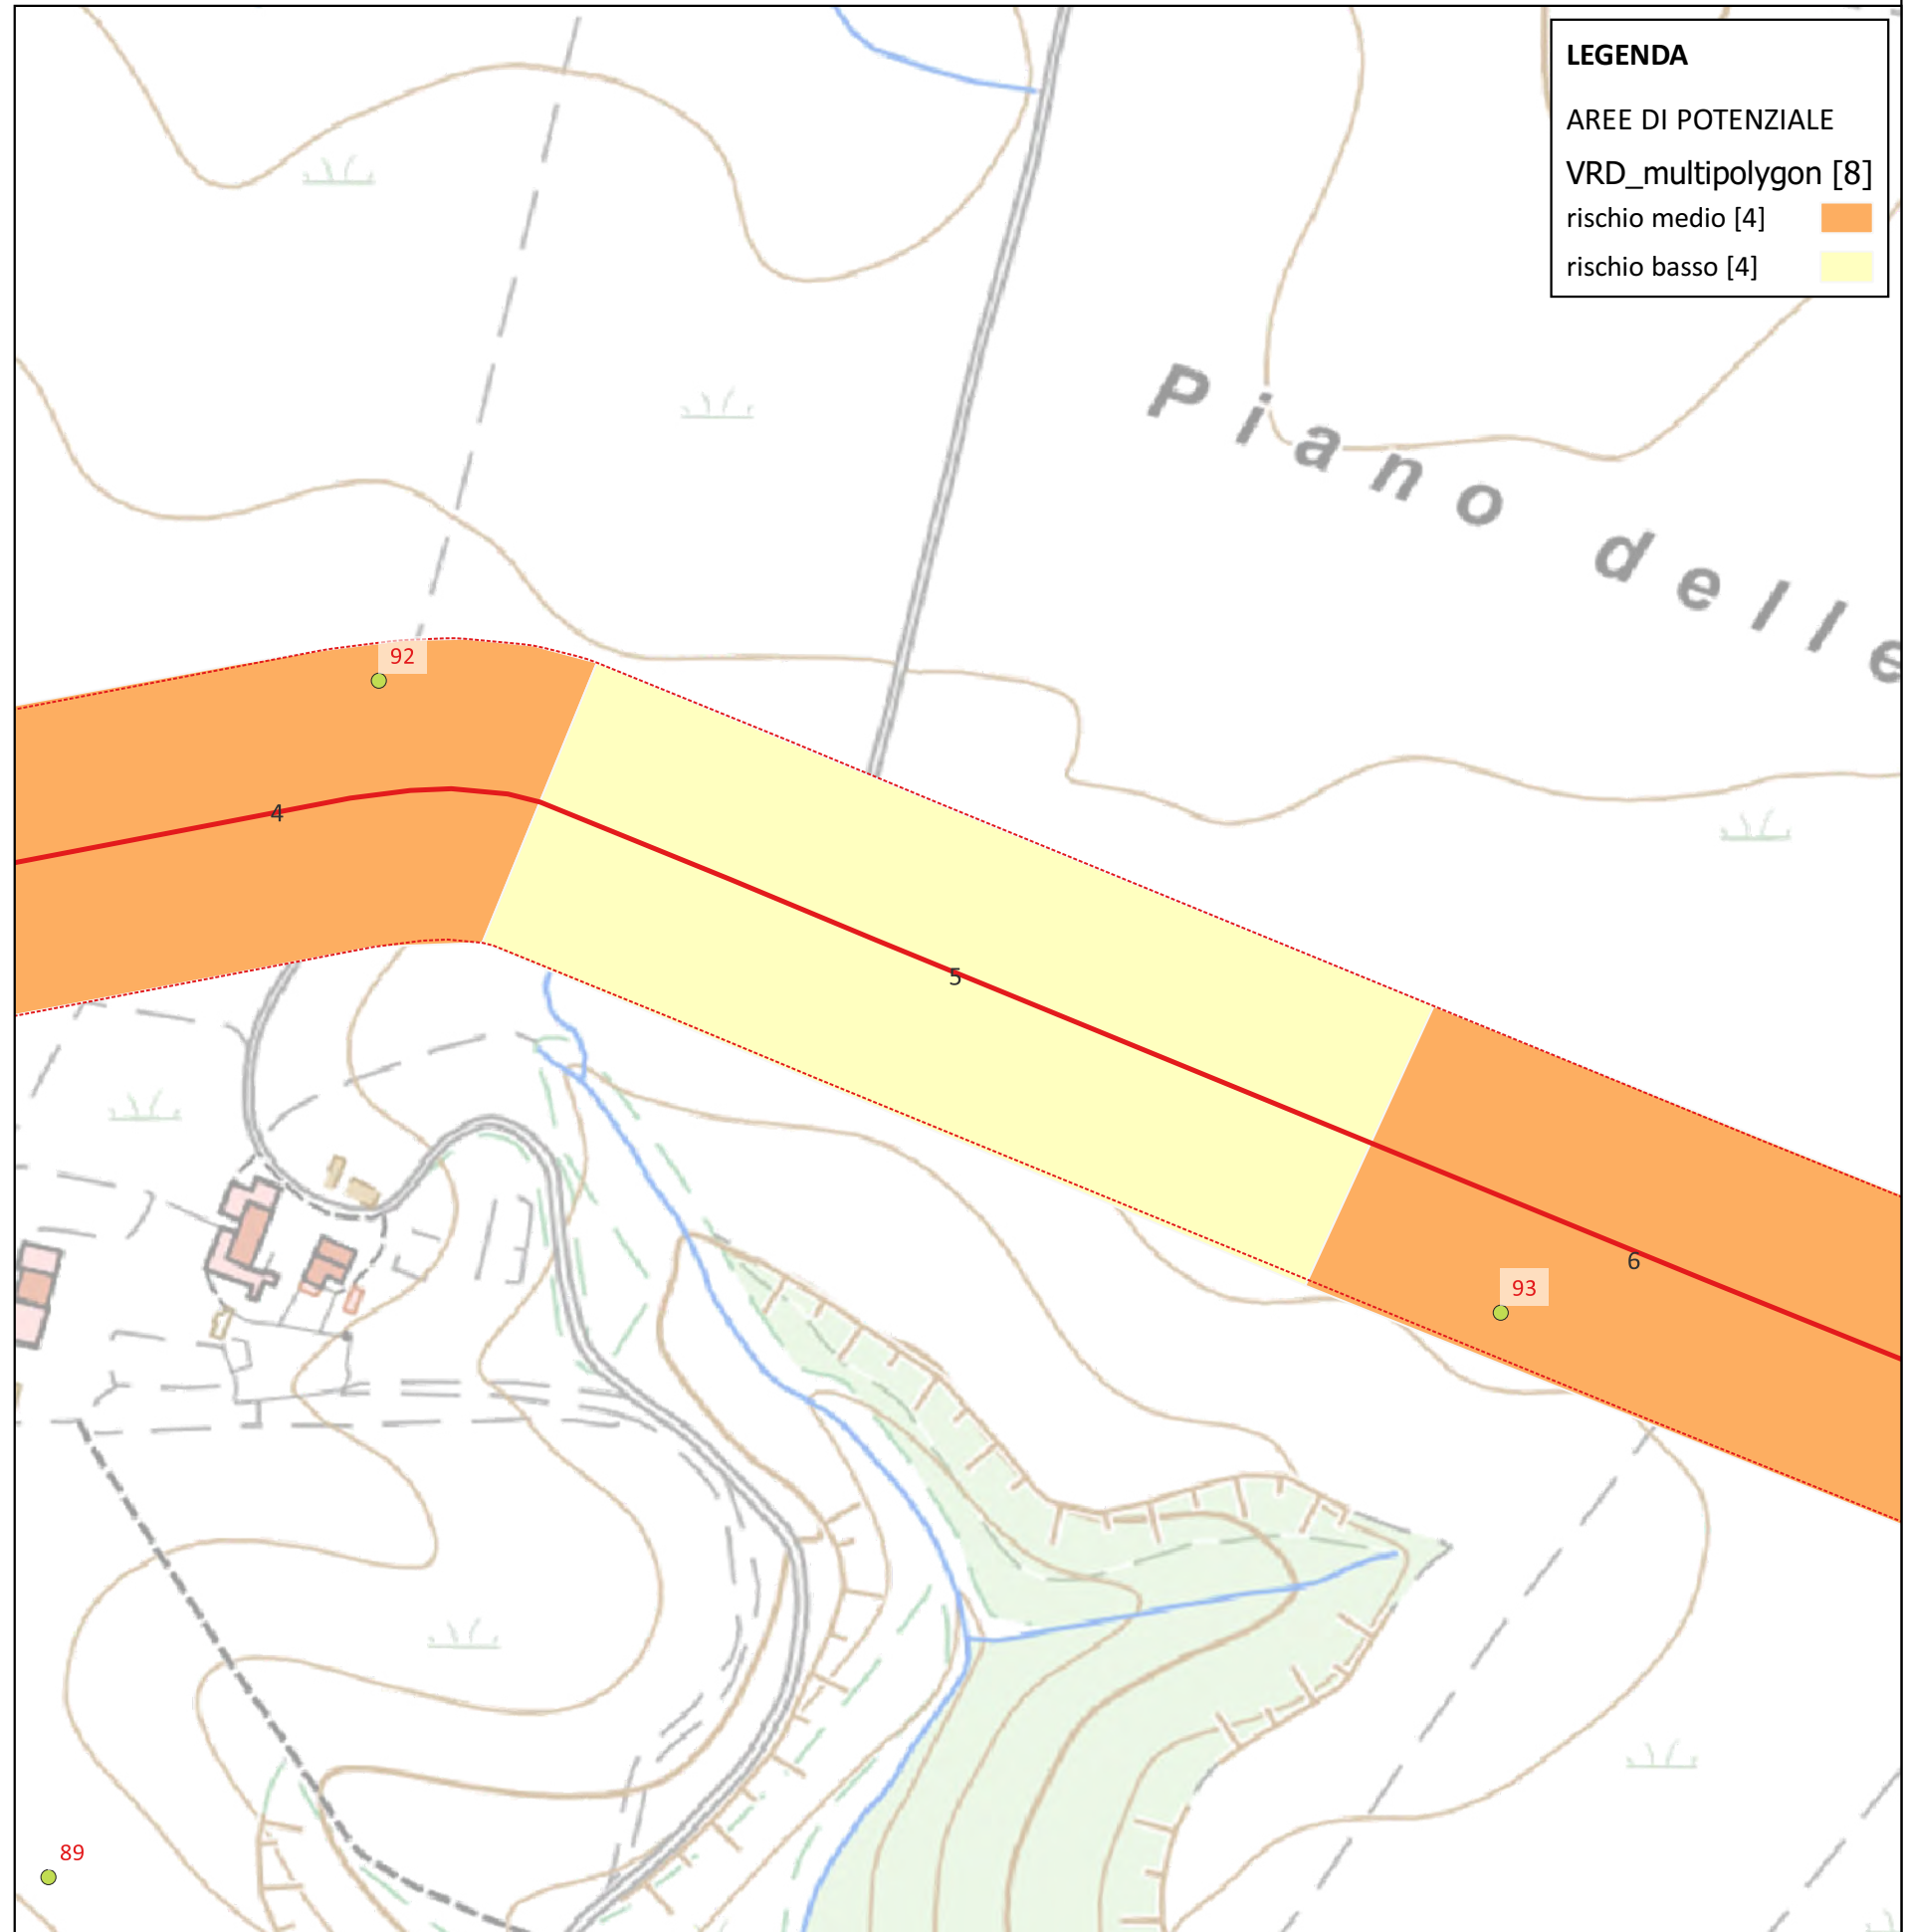 LEGENDA
AREE DI POTENZIALE
VRD_multipolygon [8]
rischio medio [4]
rischio basso [4]
Piano delle
92
4
5
6
93
89